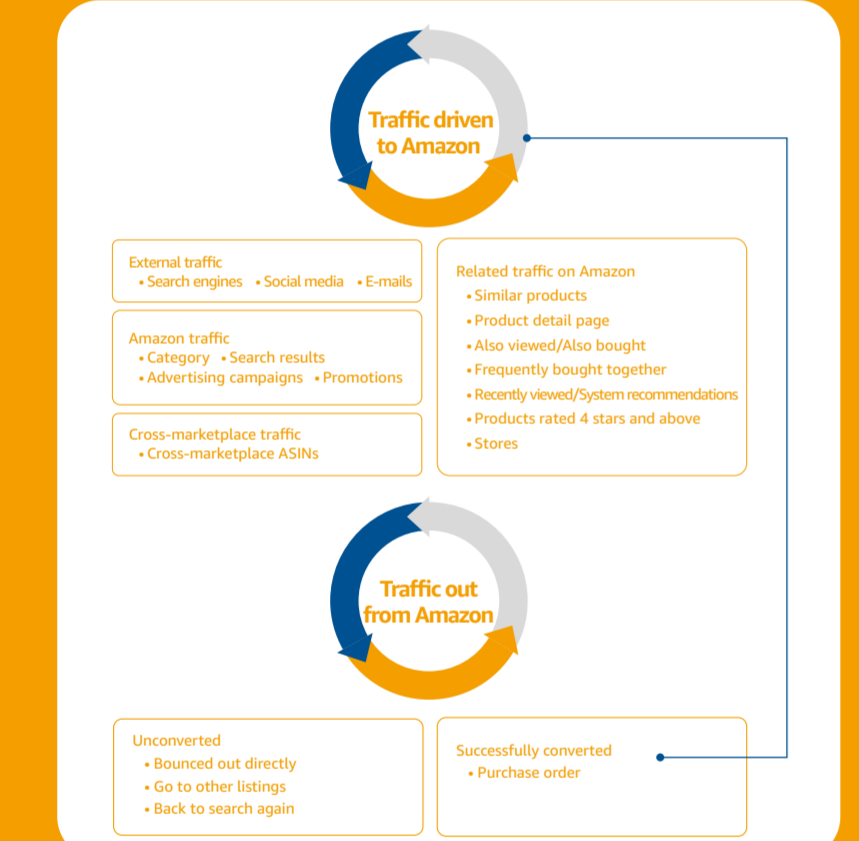 Traffic driven
to Amazon
External traffic
• Search engines • Social media • E-mails
Amazon traffic
• Category • Search results
• Advertising campaigns • Promotions
Cross-marketplace traffic
• Cross-marketplace ASINs
Related traffic on Amazon
• Similar products
• Product detail page
• Also viewed/Also bought
• Frequently bought together
• Recently viewed/System recommendations
• Products rated 4 stars and above
• Stores
Traffic out
from Amazon
Unconverted
• Bounced out directly
• Go to other listings
• Back to search again
Successfully converted
• Purchase order